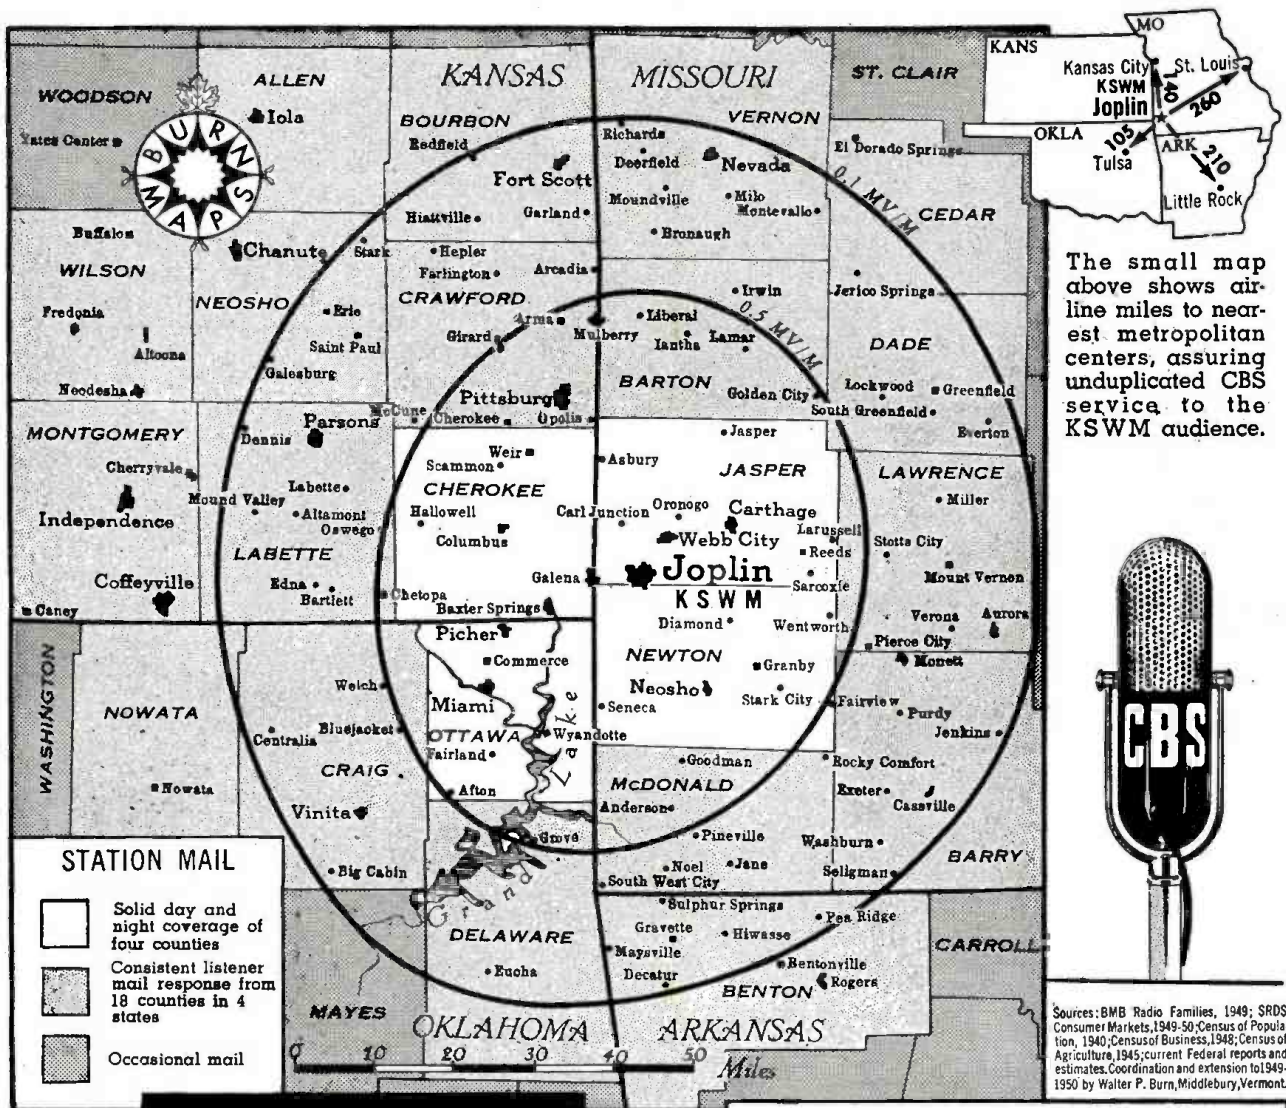 KANSAS
MISSOURI
WOODSON
ALLEN
ST. CLAIR
Yates Center
Iola
BURN MAPS
BOURBON
Redfield
Fort Scott
Hiattville
Garland
VERNON
Richards
Deerfield
Nevada
Moundville
Milo
Montevallo
Bronaugh
El Dorado Springs
0.1 MV/M
CEDAR
Buffalo
WILSON
Fredonia
Altoona
Neodesha
Chanute
Stark
NEOSHO
Erie
Saint Paul
Galesburg
Hepler
Farlington
Arcadia
CRAWFORD
Arma
Girard
Mulberry
Pittsburg
McCune
Cherokee
Opolis
Irwin
0.5 MV/M
Liberal
Iantha
Lamar
BARTON
Golden City
Jerico Springs
DADE
Lockwood
Greenfield
South Greenfield
Everton
MONTGOMERY
Cherryvale
Independence
Coffeyville
Caney
Parsons
Dennis
Labette
Mound Valley
Altamont
Oswego
LABETTE
Edna
Bartlett
Chetopa
Weir
Scammon
CHEROKEE
Hallowell
Columbus
Galena
Baxter Springs
Jasper
Asbury
JASPER
Oronogo
Carl Junction
Carthage
Webb City
Larussell
Reeds
Joplin
KSWM
Sarcoxie
LAWRENCE
Miller
Stotts City
Mount Vernon
Verona
Aurora
Pierce City
Monett
Diamond
Wentworth
NEWTON
Granby
Neosho
Stark City
Seneca
Fairview
Purdy
Jenkins
WASHINGTON
NOWATA
Nowata
Welch
Centralia
Bluejacket
CRAIG
Vinita
Big Cabin
Picher
Commerce
Miami
OTTAWA
Wyandotte
Fairland
Afton
Lake
Grove
Grand
Goodman
McDONALD
Anderson
Pineville
Noel
Jane
South West City
Rocky Comfort
Exeter
Cassville
Washburn
Seligman
BARRY
Sulphur Springs
Gravette
Hiwasse
Pea Ridge
Maysville
Decatur
Bentonville
Rogers
BENTON
CARROLL
DELAWARE
Eucha
MAYES
OKLAHOMA
ARKANSAS
0 10 20 30 40 50
Miles
STATION MAIL
Solid day and
night coverage of
four counties
Consistent listener
mail response from
18 counties in 4
states
Occasional mail
MO
KANS
Kansas City
St. Louis
KSWM
Joplin
140
260
OKLA
105
Tulsa
ARK
210
Little Rock
The small map
above shows air-
line miles to near-
est metropolitan
centers, assuring
unduplicated CBS
service to the
KSWM audience.
CBS
Sources: BMB Radio Families, 1949; SRDS
Consumer Markets, 1949-50; Census of Popula
tion, 1940; Census of Business, 1948; Census of
Agriculture, 1945; current Federal reports and
estimates. Coordination and extension to 1949-
1950 by Walter P. Burn, Middlebury, Vermont.